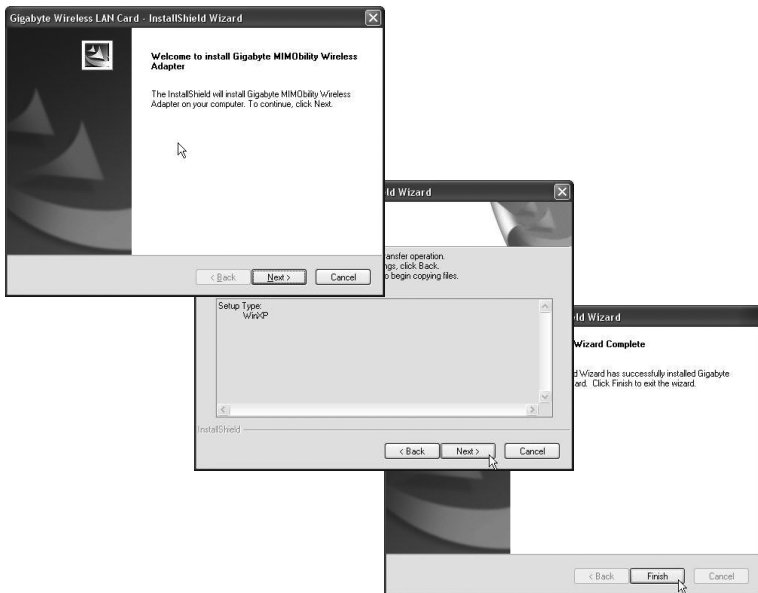 Gigabyte Wireless LAN Card - InstallShield Wizard
Welcome to install Gigabyte MIMObility Wireless
Adapter
The InstallShield will install Gigabyte MIMObility Wireless
Adapter on your computer. To continue, click Next.
< Back
Next >
Cancel
ld Wizard
ansfer operation.
ngs, click Back.
o begin copying files.
Setup Type:
WinXP
InstallShield
< Back
Next >
Cancel
ld Wizard
Wizard Complete
d Wizard has successfully installed Gigabyte
ard. Click Finish to exit the wizard.
< Back
Finish
Cancel